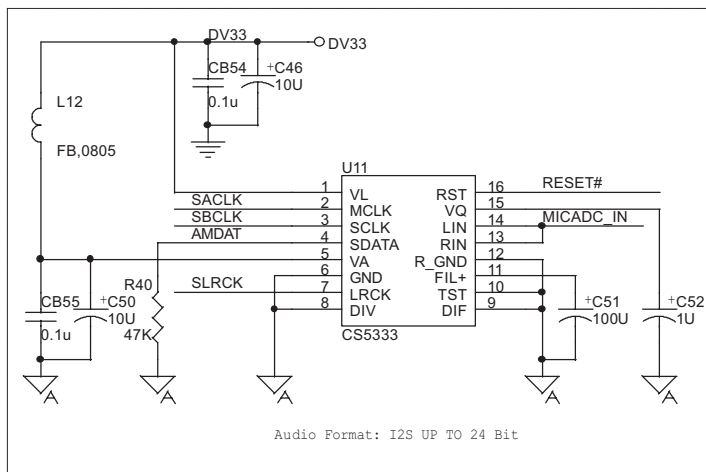 DV33
DV33
CB54
+C46
10U
0.1u
L12
FB,0805
U11
1 VL RST 16 RESET#
SACLK 2 MCLK VQ 15
SBCLK 3 SCLK LIN 14 MICADC_IN
AMDAT 4 SDATA RIN 13
5 VA R_GND 12
6 GND FIL+ 11
SLRCK 7 LRCK TST 10
8 DIV DIF 9
CS5333
R40
47K
CB55
0.1u
+C50
10U
+C51
100U
+C52
1U
A
A
A
A
A
Audio Format: I2S UP TO 24 Bit